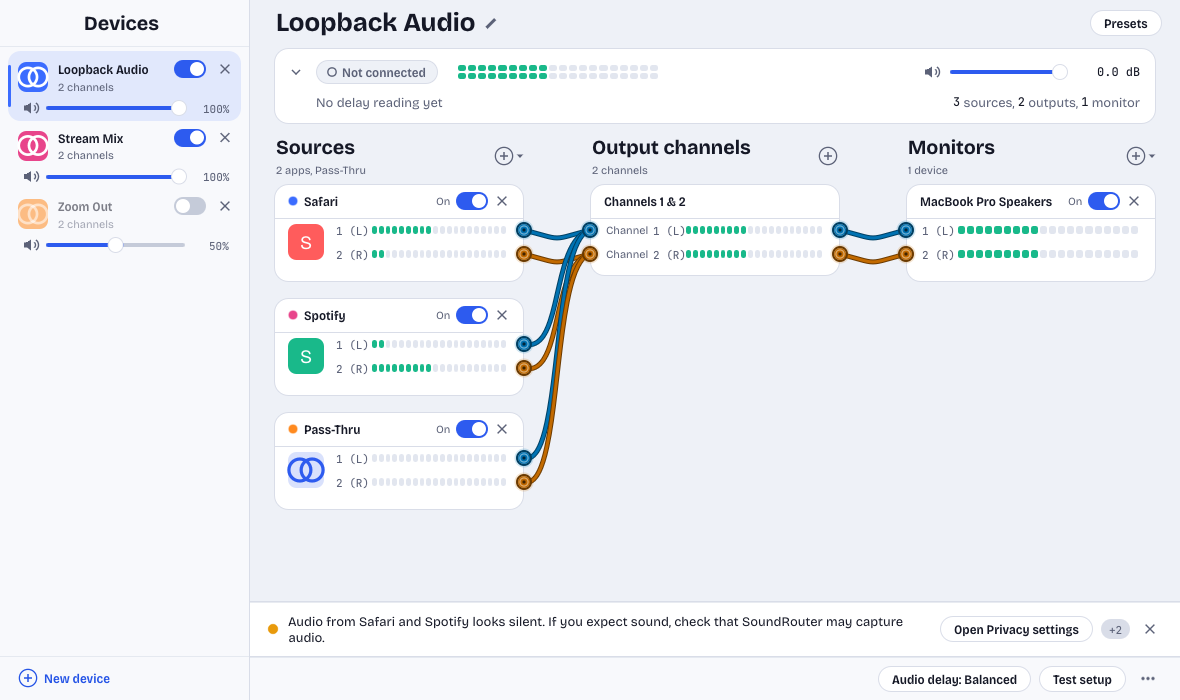 Devices
Loopback Audio
2 channels
100%
Stream Mix
2 channels
100%
Zoom Out
2 channels
50%
New device
Loopback Audio
Presets
Not connected
0.0 dB
No delay reading yet
3 sources, 2 outputs, 1 monitor
Sources
2 apps, Pass-Thru
Safari
On
S
1 (L)
2 (R)
Spotify
On
S
1 (L)
2 (R)
Pass-Thru
On
1 (L)
2 (R)
Output channels
2 channels
Channels 1 & 2
Channel 1 (L)
Channel 2 (R)
Monitors
1 device
MacBook Pro Speakers
On
1 (L)
2 (R)
Audio from Safari and Spotify looks silent. If you expect sound, check that SoundRouter may capture
audio.
Open Privacy settings
+2
Audio delay: Balanced
Test setup